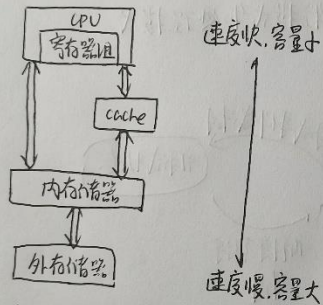 CPU
寄存器组
速度快.容量小
cache
内存储器
外存储器
速度慢.容量大